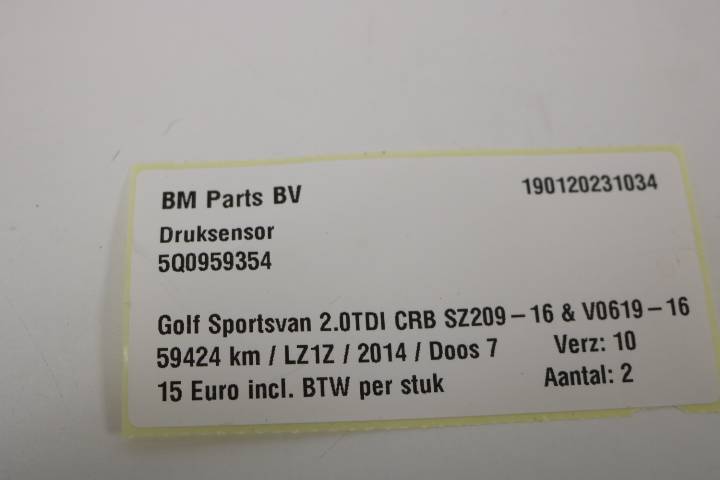 BM Parts BV 190120231034
Druksensor
5Q0959354
Golf Sportsvan 2.0TDI CRB SZ209-16 & V0619-16
59424 km / LZ1Z / 2014 / Doos 7 Verz: 10
15 Euro incl. BTW per stuk Aantal: 2